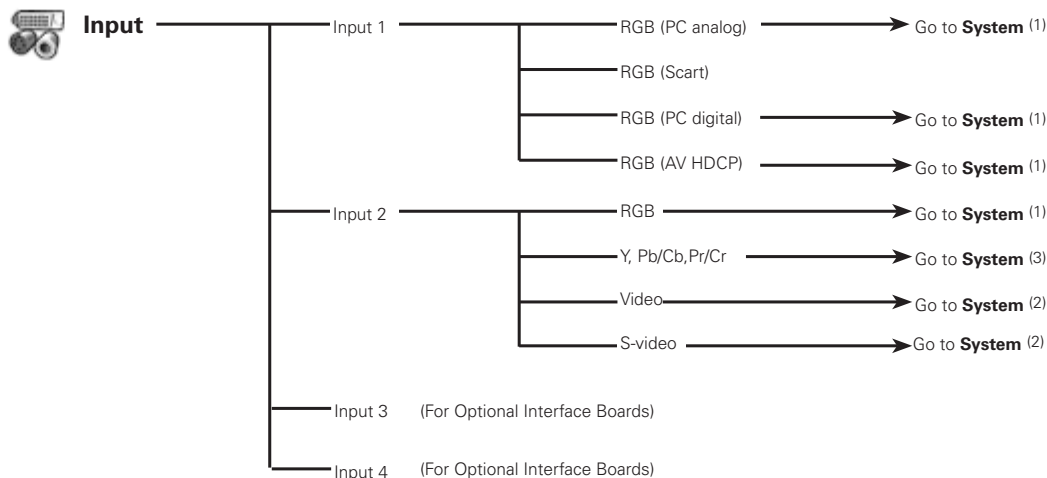 Input
Input 1
RGB (PC analog)
Go to System (1)
RGB (Scart)
RGB (PC digital)
Go to System (1)
RGB (AV HDCP)
Go to System (1)
Input 2
RGB
Go to System (1)
Y, Pb/Cb,Pr/Cr
Go to System (3)
Video
Go to System (2)
S-video
Go to System (2)
Input 3 (For Optional Interface Boards)
Input 4 (For Optional Interface Boards)